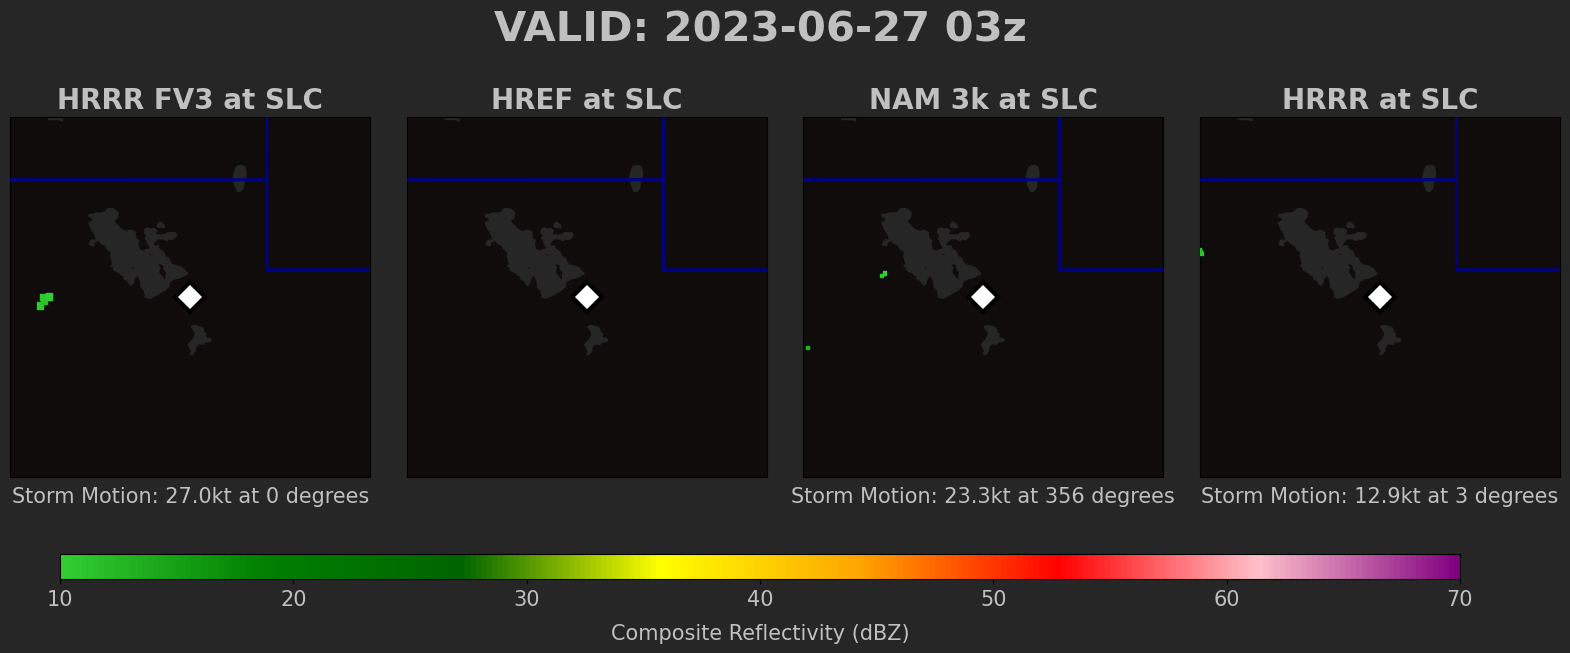 VALID: 2023-06-27 03z
HRRR FV3 at SLC
HREF at SLC
NAM 3k at SLC
HRRR at SLC
Storm Motion: 27.0kt at 0 degrees
Storm Motion: 23.3kt at 356 degrees
Storm Motion: 12.9kt at 3 degrees
10 20 30 40 50 60 70
Composite Reflectivity (dBZ)